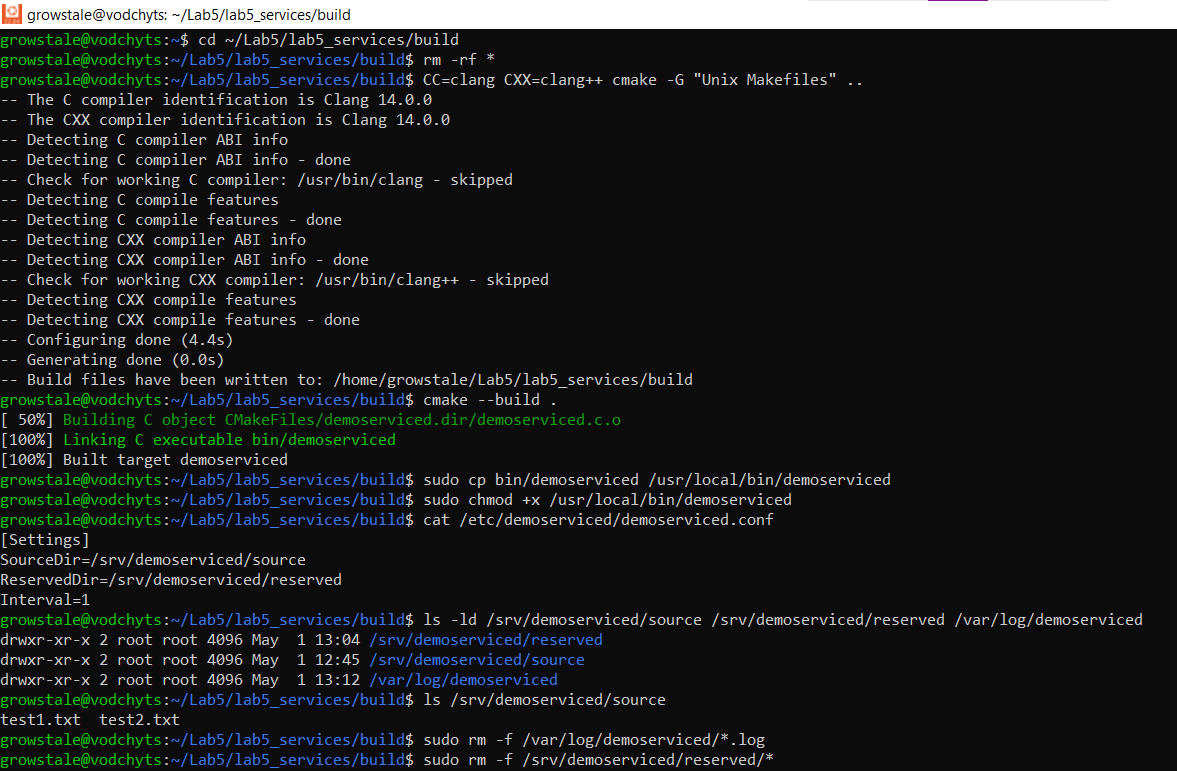 growstale@vodchyts: ~/Lab5/lab5_services/build
growstale@vodchyts:~$ cd ~/Lab5/lab5_services/build
growstale@vodchyts:~/Lab5/lab5_services/build$ rm -rf *
growstale@vodchyts:~/Lab5/lab5_services/build$ CC=clang CXX=clang++ cmake -G "Unix Makefiles" ..
-- The C compiler identification is Clang 14.0.0
-- The CXX compiler identification is Clang 14.0.0
-- Detecting C compiler ABI info
-- Detecting C compiler ABI info - done
-- Check for working C compiler: /usr/bin/clang - skipped
-- Detecting C compile features
-- Detecting C compile features - done
-- Detecting CXX compiler ABI info
-- Detecting CXX compiler ABI info - done
-- Check for working CXX compiler: /usr/bin/clang++ - skipped
-- Detecting CXX compile features
-- Detecting CXX compile features - done
-- Configuring done (4.4s)
-- Generating done (0.0s)
-- Build files have been written to: /home/growstale/Lab5/lab5_services/build
growstale@vodchyts:~/Lab5/lab5_services/build$ cmake --build .
[ 50%] Building C object CMakeFiles/demoserviced.dir/demoserviced.c.o
[100%] Linking C executable bin/demoserviced
[100%] Built target demoserviced
growstale@vodchyts:~/Lab5/lab5_services/build$ sudo cp bin/demoserviced /usr/local/bin/demoserviced
growstale@vodchyts:~/Lab5/lab5_services/build$ sudo chmod +x /usr/local/bin/demoserviced
growstale@vodchyts:~/Lab5/lab5_services/build$ cat /etc/demoserviced/demoserviced.conf
[Settings]
SourceDir=/srv/demoserviced/source
ReservedDir=/srv/demoserviced/reserved
Interval=1
growstale@vodchyts:~/Lab5/lab5_services/build$ ls -ld /srv/demoserviced/source /srv/demoserviced/reserved /var/log/demoserviced
drwxr-xr-x 2 root root 4096 May  1 13:04 /srv/demoserviced/reserved
drwxr-xr-x 2 root root 4096 May  1 12:45 /srv/demoserviced/source
drwxr-xr-x 2 root root 4096 May  1 13:12 /var/log/demoserviced
growstale@vodchyts:~/Lab5/lab5_services/build$ ls /srv/demoserviced/source
test1.txt  test2.txt
growstale@vodchyts:~/Lab5/lab5_services/build$ sudo rm -f /var/log/demoserviced/*.log
growstale@vodchyts:~/Lab5/lab5_services/build$ sudo rm -f /srv/demoserviced/reserved/*